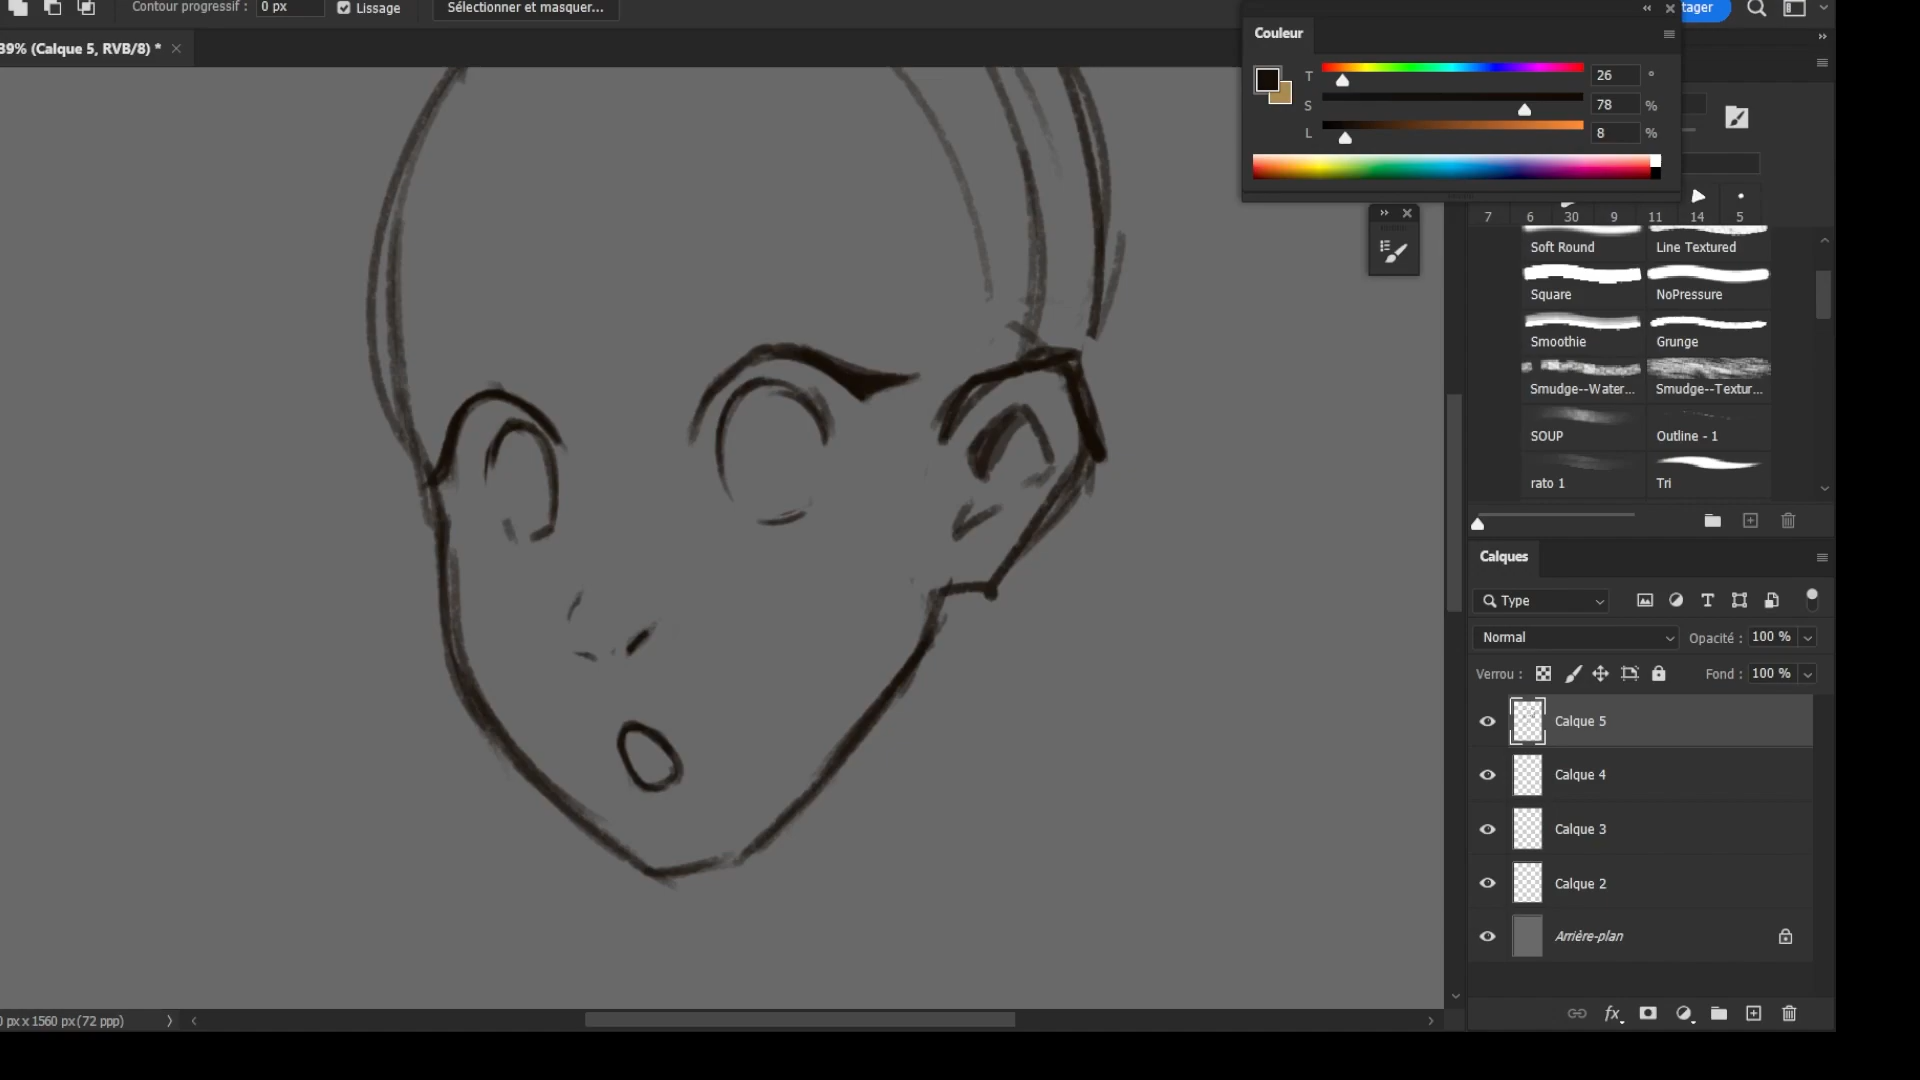 Contour progressif : 0 px Lissage Sélectionner et masquer...
tager
39% (Calque 5, RVB/8) *
Couleur
T 26 °
S 78 %
L 8 %
7 6 30 9 11 14 5
Soft Round Line Textured
Square NoPressure
Smoothie Grunge
Smudge--Water... Smudge--Textur...
SOUP Outline - 1
rato 1 Tri
Calques
Type
Normal Opacité : 100 %
Verrou : Fond : 100 %
Calque 5
Calque 4
Calque 3
Calque 2
Arrière-plan
0 px x 1560 px (72 ppp)
fx